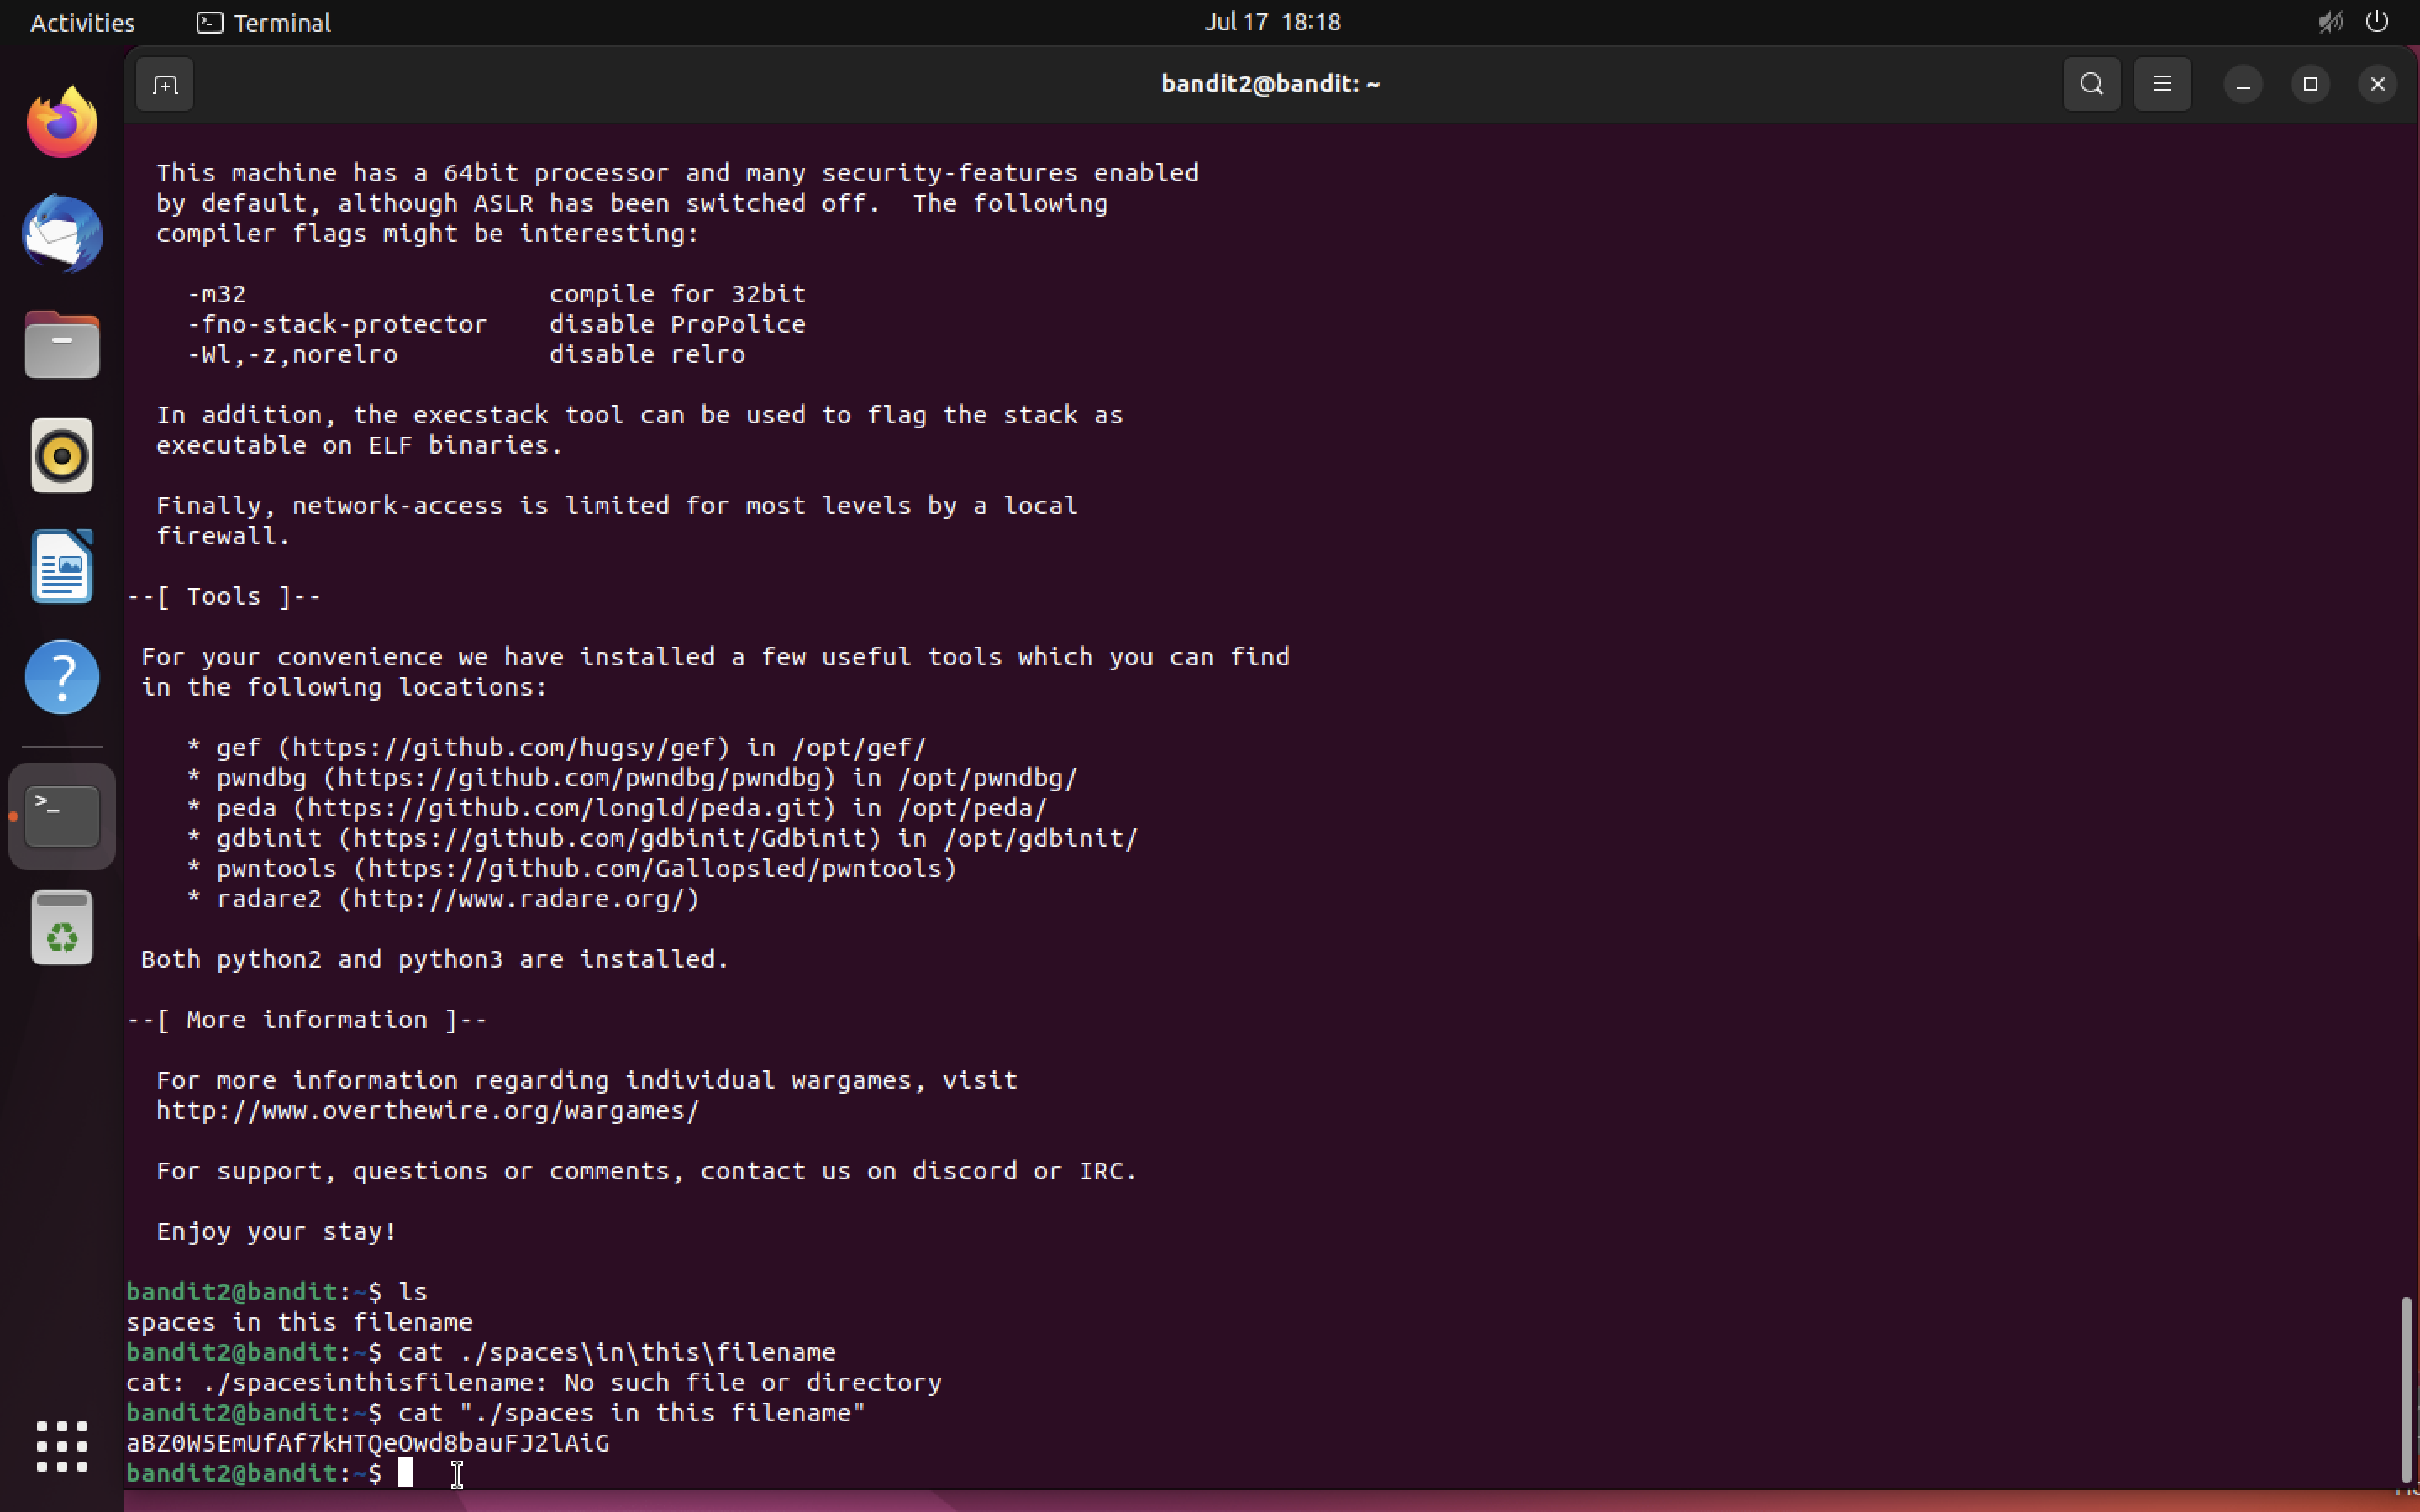 Activities
Terminal
Jul 17 18:18
bandit2@bandit: ~
This machine has a 64bit processor and many security-features enabled
by default, although ASLR has been switched off.  The following
compiler flags might be interesting:
-m32                    compile for 32bit
-fno-stack-protector    disable ProPolice
-Wl,-z,norelro          disable relro
In addition, the execstack tool can be used to flag the stack as
executable on ELF binaries.
Finally, network-access is limited for most levels by a local
firewall.
--[ Tools ]--
For your convenience we have installed a few useful tools which you can find
in the following locations:
* gef (https://github.com/hugsy/gef) in /opt/gef/
* pwndbg (https://github.com/pwndbg/pwndbg) in /opt/pwndbg/
* peda (https://github.com/longld/peda.git) in /opt/peda/
* gdbinit (https://github.com/gdbinit/Gdbinit) in /opt/gdbinit/
* pwntools (https://github.com/Gallopsled/pwntools)
* radare2 (http://www.radare.org/)
Both python2 and python3 are installed.
--[ More information ]--
For more information regarding individual wargames, visit
http://www.overthewire.org/wargames/
For support, questions or comments, contact us on discord or IRC.
Enjoy your stay!
bandit2@bandit:~$ ls
spaces in this filename
bandit2@bandit:~$ cat ./spaces\in\this\filename
cat: ./spacesinthisfilename: No such file or directory
bandit2@bandit:~$ cat "./spaces in this filename"
aBZ0W5EmUfAf7kHTQeOwd8bauFJ2lAiG
bandit2@bandit:~$